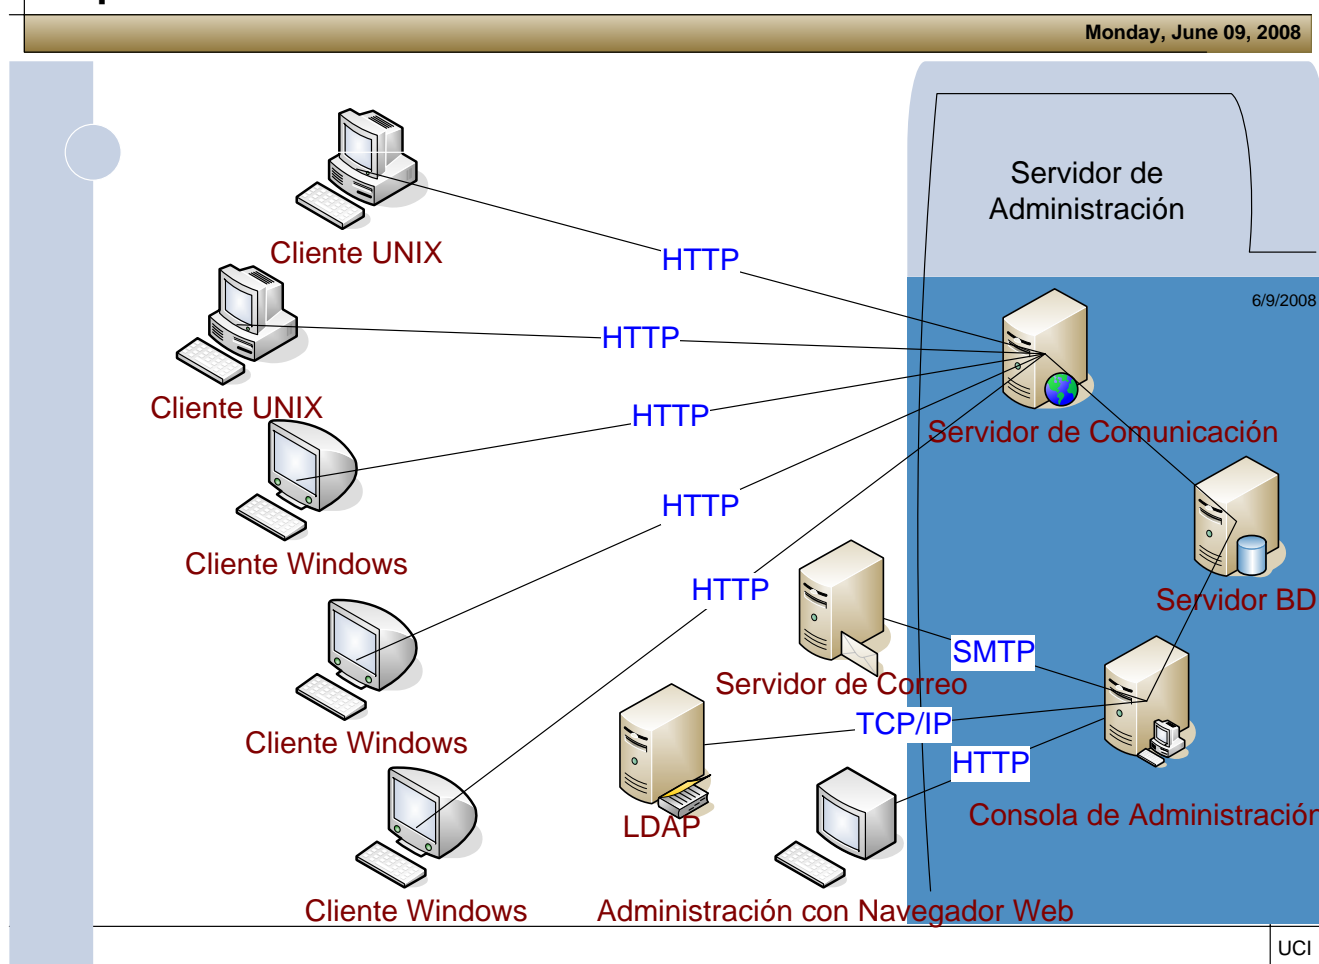 Monday, June 09, 2008
Servidor de
Administración
Cliente UNIX
HTTP
6/9/2008
HTTP
Cliente UNIX
HTTP
Servidor de Comunicación
HTTP
Cliente Windows
HTTP
Servidor BD
SMTP
Servidor de Correo
TCP/IP
Cliente Windows
HTTP
LDAP
Consola de Administración
Cliente Windows
Administración con Navegador Web
UCI